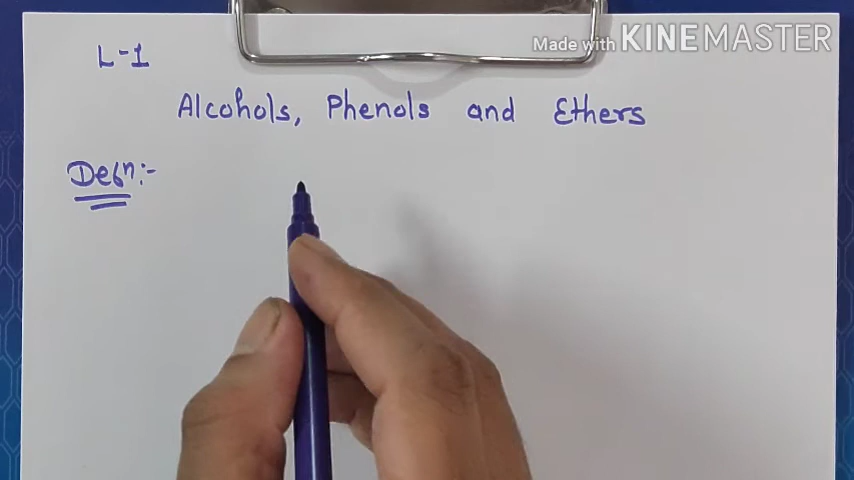 Made with KINEMASTER
L-1
Alcohols, Phenols and Ethers
Defn:-